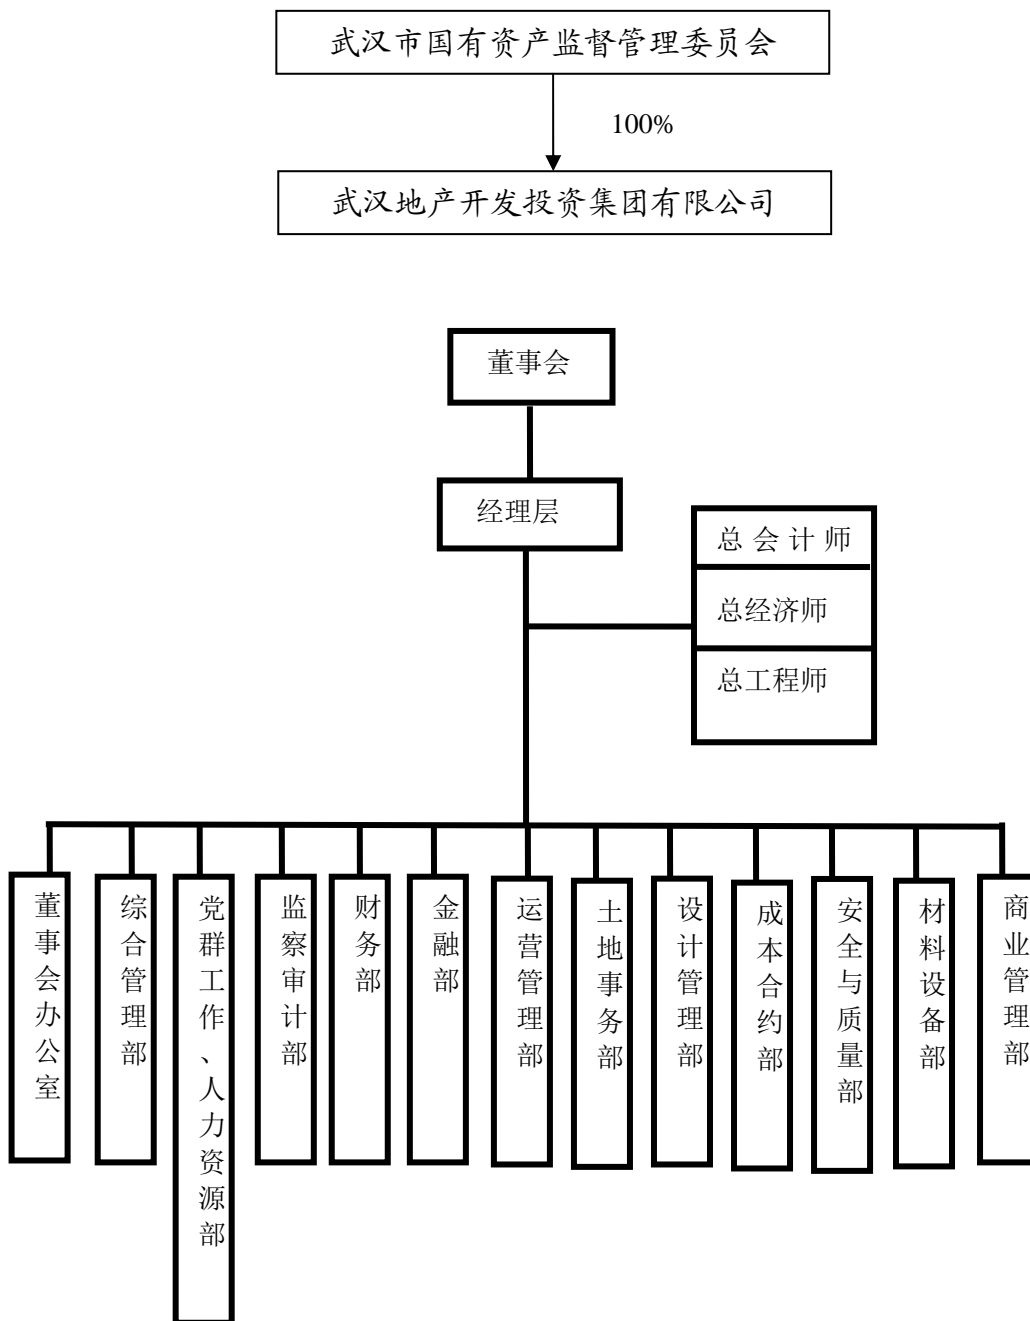 武汉市国有资产监督管理委员会
100%
武汉地产开发投资集团有限公司
董事会
经理层
总会计师
总经济师
总工程师
董事会办公室
综合管理部
党群工作、人力资源部
监察审计部
财务部
金融部
运营管理部
土地事务部
设计管理部
成本合约部
安全与质量部
材料设备部
商业管理部